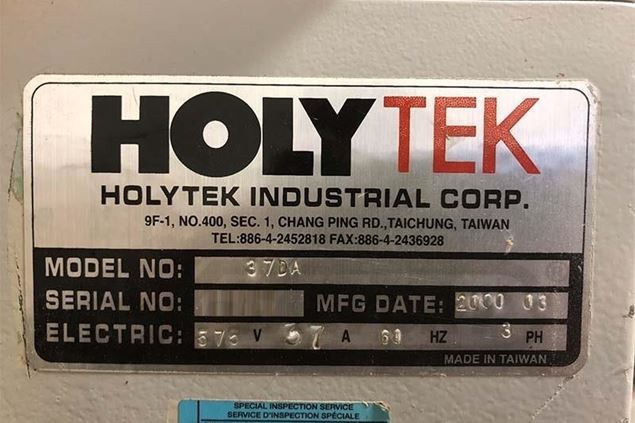 HOLYTEK
HOLYTEK INDUSTRIAL CORP.
9F-1, NO.400, SEC. 1, CHANG PING RD.,TAICHUNG, TAIWAN
TEL:886-4-2452818 FAX:886-4-2436928
MODEL NO: 37DA
SERIAL NO: MFG DATE: 2000 03
ELECTRIC: 575 V 37 A 60 HZ 3 PH
MADE IN TAIWAN
SPECIAL INSPECTION SERVICE
SERVICE D'INSPECTION SPÉCIALE